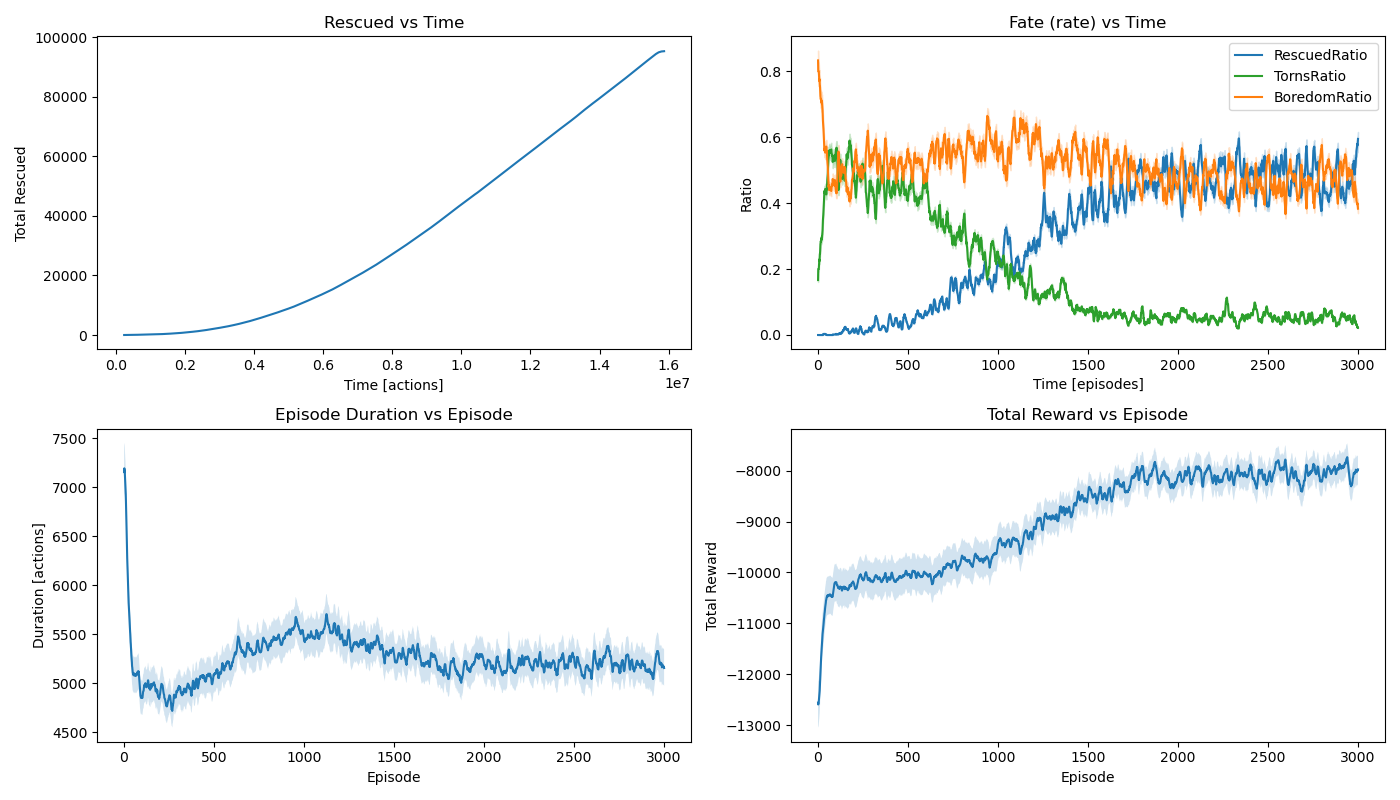 Rescued vs Time
100000
80000
60000
40000
20000
0
Total Rescued
0.0 0.2 0.4 0.6 0.8 1.0 1.2 1.4 1.6
1e7
Time [actions]
Fate (rate) vs Time
RescuedRatio
TornsRatio
BoredomRatio
0.8
0.6
0.4
0.2
0.0
Ratio
0 500 1000 1500 2000 2500 3000
Time [episodes]
Episode Duration vs Episode
7500
7000
6500
6000
5500
5000
4500
Duration [actions]
0 500 1000 1500 2000 2500 3000
Episode
Total Reward vs Episode
−8000
−9000
−10000
−11000
−12000
−13000
Total Reward
0 500 1000 1500 2000 2500 3000
Episode